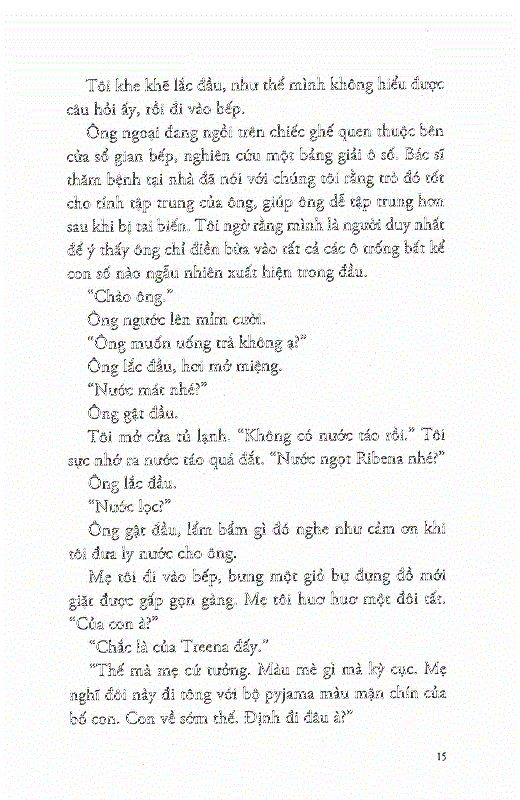 Tôi khe khẽ lắc đầu, như thể mình không hiểu được
câu hỏi ấy, rồi đi vào bếp.
Ông ngoại đang ngồi trên chiếc ghế quen thuộc bên
cửa sổ gian bếp, nghiên cứu một bảng giải ô số. Bác sĩ
thăm bệnh tại nhà đã nói với chúng tôi rằng trò đó tốt
cho tính tập trung của ông, giúp ông dễ tập trung hơn
sau khi bị tai biến. Tôi ngờ rằng mình là người duy nhất
để ý thấy ông chỉ điền bừa vào tất cả các ô trống bất kể
con số nào ngẫu nhiên xuất hiện trong đầu.
“Chào ông.”
Ông ngước lên mỉm cười.
“Ông muốn uống trà không ạ?”
Ông lắc đầu, hơi mở miệng.
“Nước mát nhé?”
Ông gật đầu.
Tôi mở cửa tủ lạnh. “Không có nước táo rồi.” Tôi
sực nhớ ra nước táo quá đắt. “Nước ngọt Ribena nhé?”
Ông lắc đầu.
“Nước lọc?”
Ông gật đầu, lẩm bẩm gì đó nghe như cảm ơn khi
tôi đưa ly nước cho ông.
Mẹ tôi đi vào bếp, bưng một giỏ bự đựng đồ mới
giặt được gấp gọn gàng. Mẹ tôi huơ huơ một đôi tất.
“Của con à?”
“Chắc là của Treena đấy.”
“Thế mà mẹ cứ tưởng. Màu mè gì mà kỳ cục. Mẹ
nghĩ đôi này đi tông với bộ pyjama màu mận chín của
bố con. Con về sớm thế. Định đi đâu à?”
15